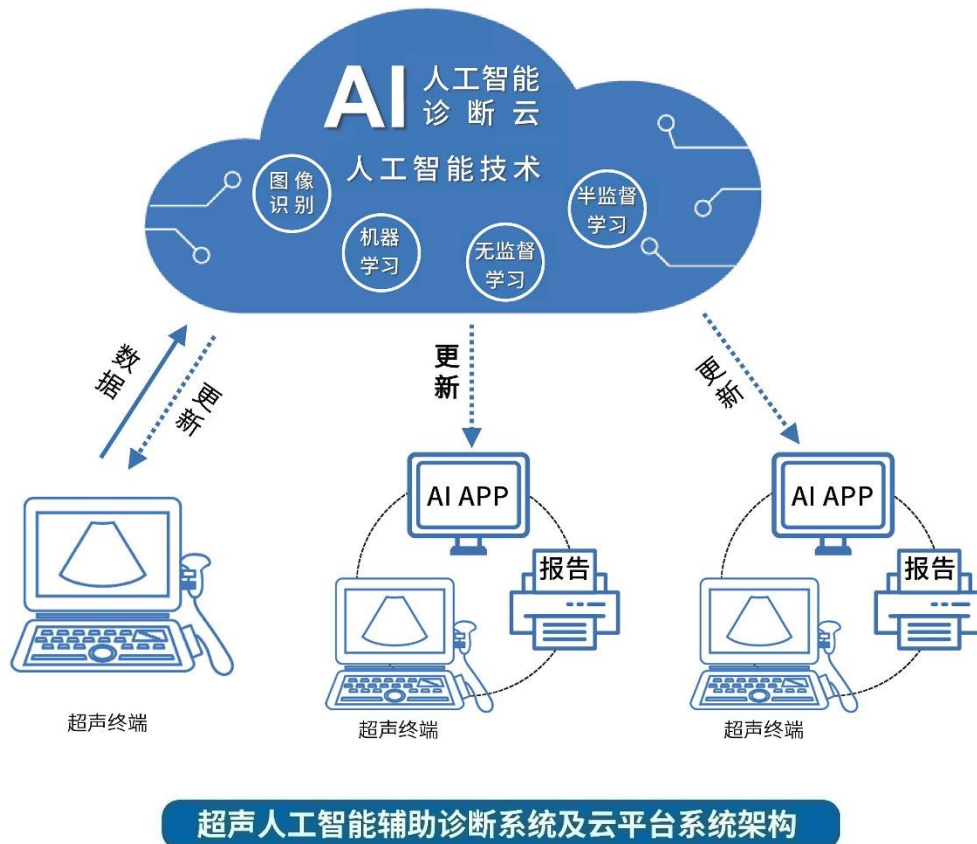 AI 人工智能
诊断云
人工智能技术
图像
识别
机器
学习
无监督
学习
半监督
学习
数据
更新
更新
更新
AI APP
报告
超声终端
AI APP
报告
超声终端
超声终端
超声人工智能辅助诊断系统及云平台系统架构